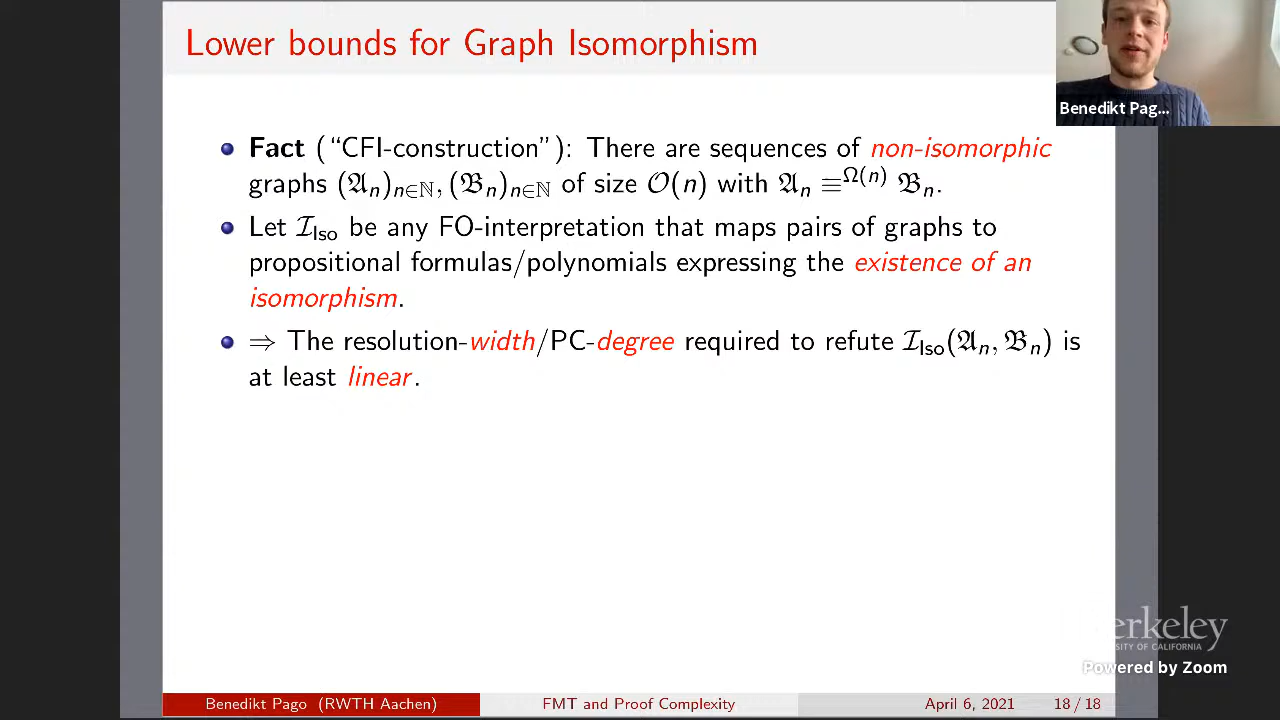 Lower bounds for Graph Isomorphism
Benedikt Pag...
Fact (“CFI-construction”): There are sequences of non-isomorphic
graphs (𝔄ₙ)ₙ∈ℕ, (𝔅ₙ)ₙ∈ℕ of size 𝒪(n) with 𝔄ₙ ≡^Ω(n) 𝔅ₙ.
Let ℐ_Iso be any FO-interpretation that maps pairs of graphs to
propositional formulas/polynomials expressing the existence of an
isomorphism.
⇒ The resolution-width/PC-degree required to refute ℐ_Iso(𝔄ₙ, 𝔅ₙ) is
at least linear.
Powered by Zoom
Benedikt Pago (RWTH Aachen) FMT and Proof Complexity April 6, 2021 18 / 18